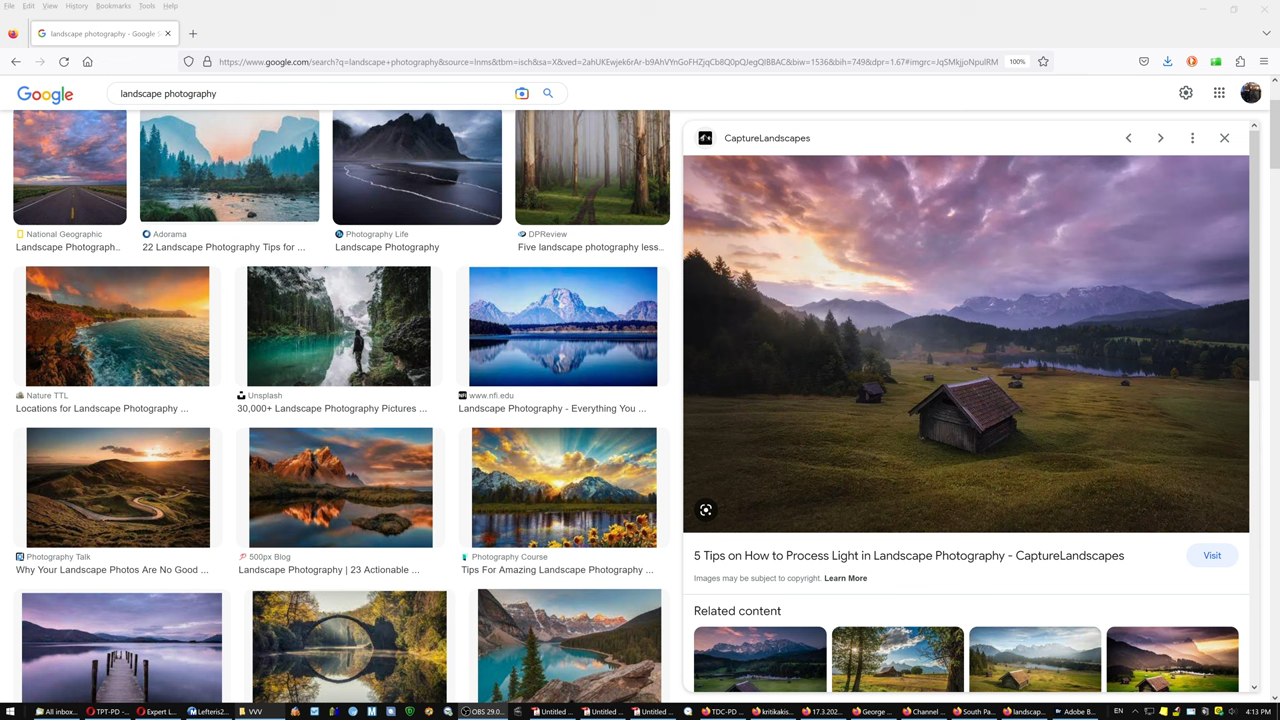 File Edit View History Bookmarks Tools Help
landscape photography - Google S
https://www.google.com/search?q=landscape+photography&source=lnms&tbm=isch&sa=X&ved=2ahUKEwjek6rAr-b9AhVYnGoFHZjqCb8Q0pQJegQIBBAC&biw=1536&bih=749&dpr=1.67#imgrc=JqSMkjjoNpulRM
100%
Google
landscape photography
National Geographic
Landscape Photograph..
Adorama
22 Landscape Photography Tips for ...
Photography Life
Landscape Photography
DPReview
Five landscape photography less..
Nature TTL
Locations for Landscape Photography ...
Unsplash
30,000+ Landscape Photography Pictures ...
www.nfi.edu
Landscape Photography - Everything You ...
Photography Talk
Why Your Landscape Photos Are No Good ...
500px Blog
Landscape Photography | 23 Actionable ...
Photography Course
Tips For Amazing Landscape Photography ...
CaptureLandscapes
5 Tips on How to Process Light in Landscape Photography - CaptureLandscapes
Visit
Images may be subject to copyright. Learn More
Related content
All inbox... TPT-PD -... Expert L... Lefteris2... VVV OBS 29.0... Untitled ... Untitled ... Untitled ... TDC-PD ... kritikakis... 17.3.202... George ... Channel ... South Pa... landscap... Adobe B...
EN 4:13 PM